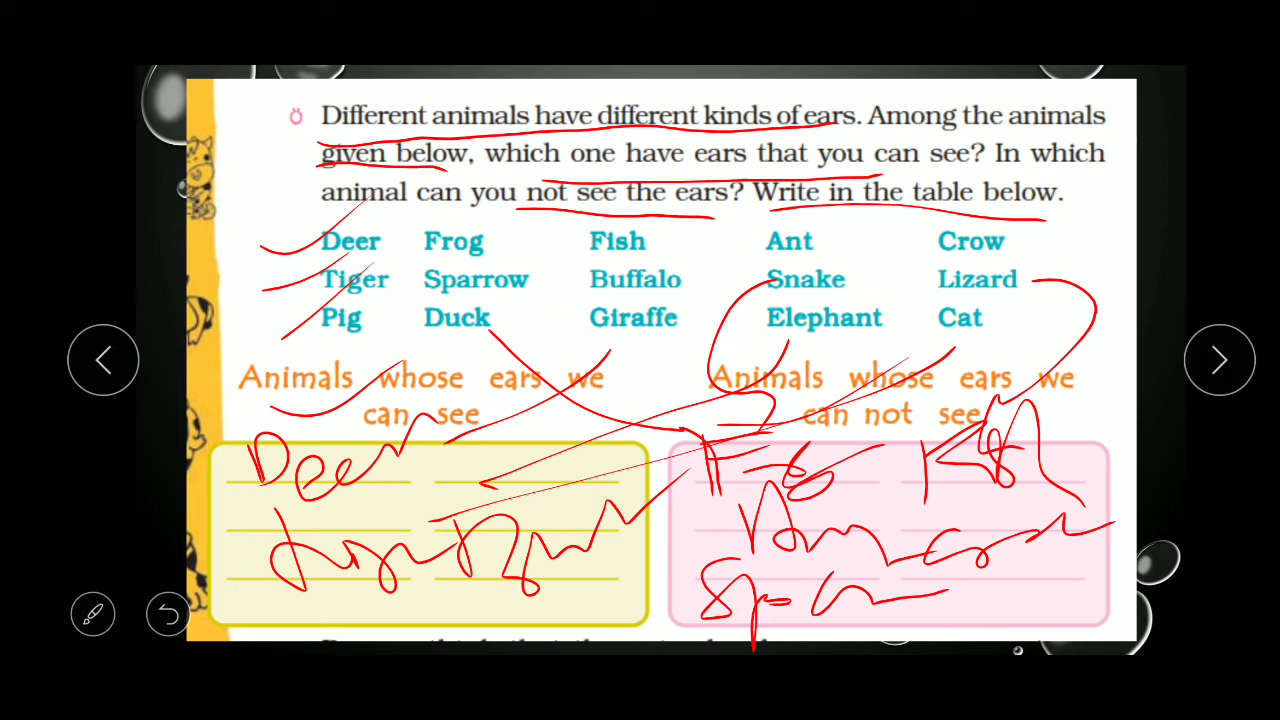 Different animals have different kinds of ears. Among the animals
given below, which one have ears that you can see? In which
animal can you not see the ears? Write in the table below.
Deer Frog Fish Ant Crow
Tiger Sparrow Buffalo Snake Lizard
Pig Duck Giraffe Elephant Cat
Animals whose ears we can see
Animals whose ears we can not see
Deer